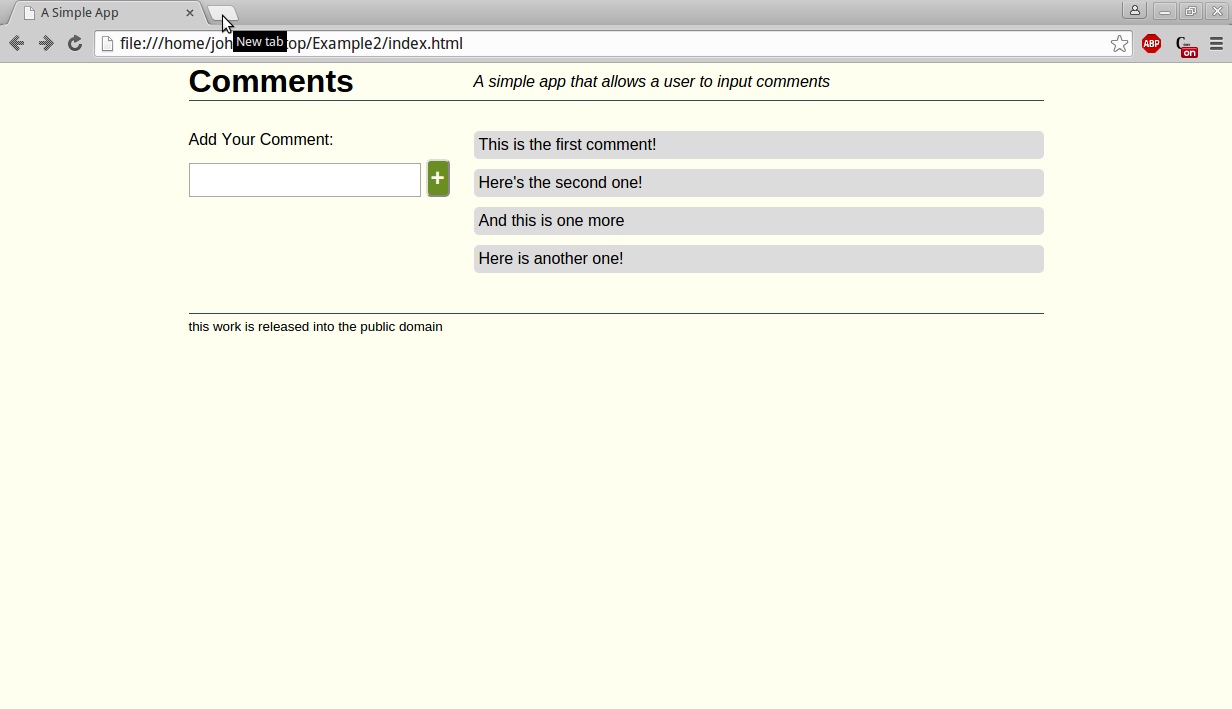 A Simple App
New tab
file:///home/joh top/Example2/index.html
ABP
C
on
Comments
A simple app that allows a user to input comments
Add Your Comment:
+
This is the first comment!
Here's the second one!
And this is one more
Here is another one!
this work is released into the public domain